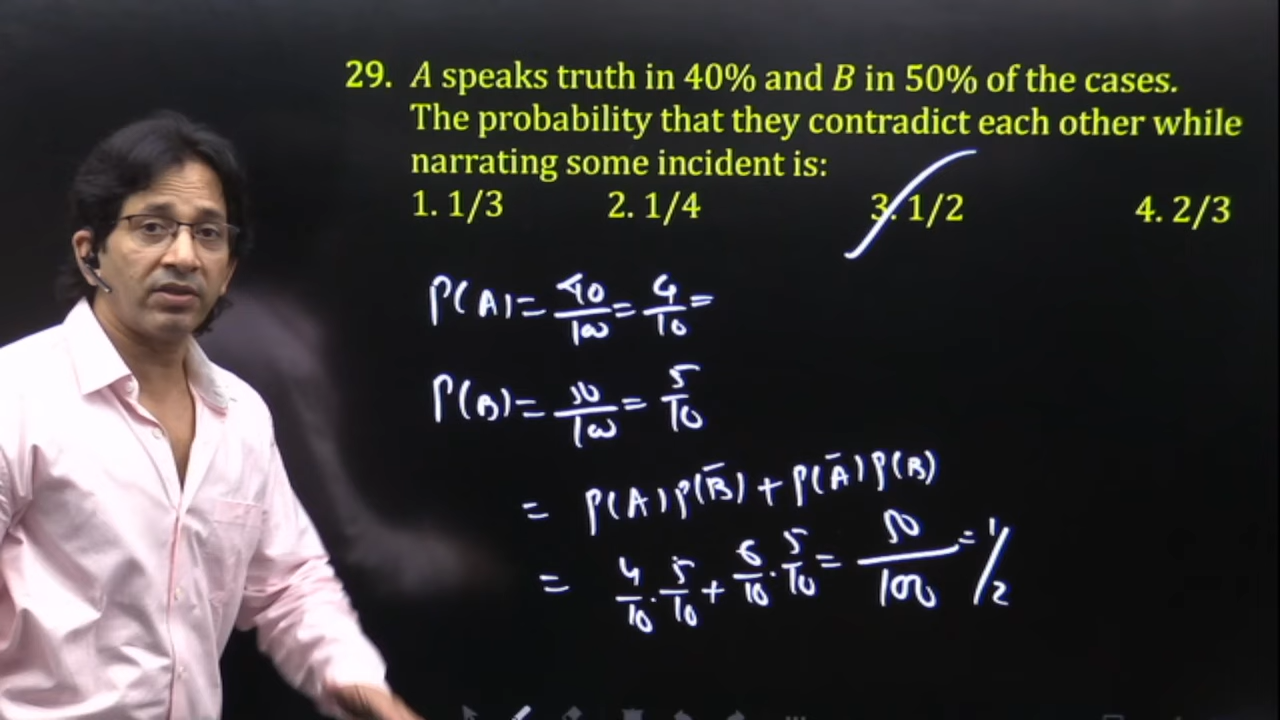 29. A speaks truth in 40% and B in 50% of the cases.
The probability that they contradict each other while
narrating some incident is:
1. 1/3 2. 1/4 3. 1/2 4. 2/3
P(A)= 40/100 = 4/10 =
P(B)= 50/100 = 5/10
= P(A)P(B̄) + P(Ā)P(B)
= 4/10 . 5/10 + 6/10 . 5/10 = 50/100 = 1/2